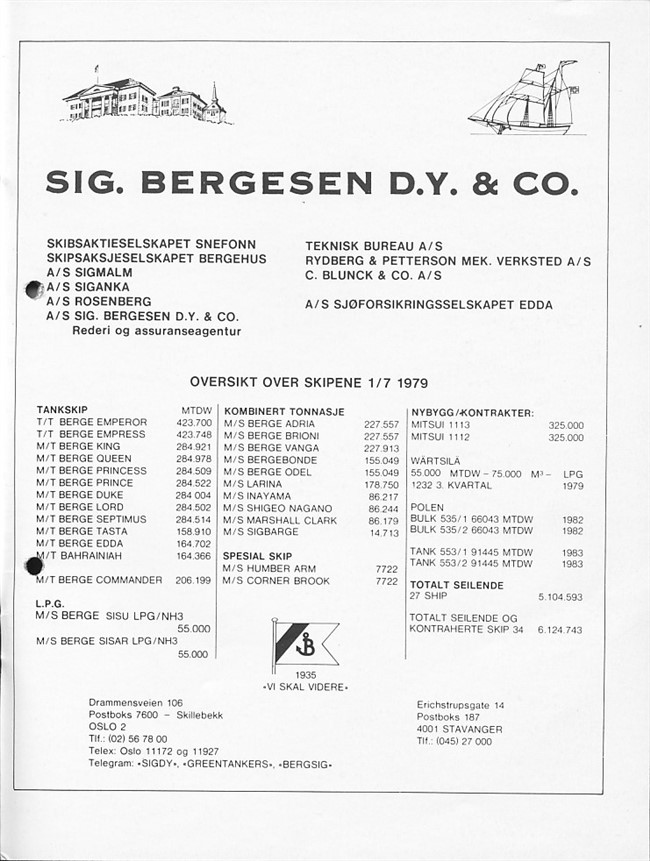 SIG. BERGESEN D.Y. & CO.
SKIBSAKTIESELSKAPET SNEFONN
SKIPSAKSJESELSKAPET BERGEHUS
A/S SIGMALM
A/S SIGANKA
A/S ROSENBERG
A/S SIG. BERGESEN D.Y. & CO.
Rederi og assuranseagentur
TEKNISK BUREAU A/S
RYDBERG & PETTERSON MEK. VERKSTED A/S
C. BLUNCK & CO. A/S
A/S SJØFORSIKRINGSSELSKAPET EDDA
OVERSIKT OVER SKIPENE 1/7 1979
TANKSKIP MTDW
T/T BERGE EMPEROR 423.700
T/T BERGE EMPRESS 423.748
M/T BERGE KING 284.921
M/T BERGE QUEEN 284.978
M/T BERGE PRINCESS 284.509
M/T BERGE PRINCE 284.522
M/T BERGE DUKE 284 004
M/T BERGE LORD 284.502
M/T BERGE SEPTIMUS 284.514
M/T BERGE TASTA 158.910
M/T BERGE EDDA 164.702
M/T BAHRAINIAH 164.366
M/T BERGE COMMANDER 206.199
L.P.G.
M/S BERGE SISU LPG/NH3
55.000
M/S BERGE SISAR LPG/NH3
55.000
KOMBINERT TONNASJE
M/S BERGE ADRIA 227.557
M/S BERGE BRIONI 227.557
M/S BERGE VANGA 227.913
M/S BERGEBONDE 155.049
M/S BERGE ODEL 155.049
M/S LARINA 178.750
M/S INAYAMA 86.217
M/S SHIGEO NAGANO 86.244
M/S MARSHALL CLARK 86.179
M/S SIGBARGE 14.713
SPESIAL SKIP
M/S HUMBER ARM 7722
M/S CORNER BROOK 7722
NYBYGG/-KONTRAKTER:
MITSUI 1113 325.000
MITSUI 1112 325.000
WÄRTSILÄ
55.000 MTDW – 75.000 M³ – LPG
1232 3. KVARTAL 1979
POLEN
BULK 535/1 66043 MTDW 1982
BULK 535/2 66043 MTDW 1982
TANK 553/1 91445 MTDW 1983
TANK 553/2 91445 MTDW 1983
TOTALT SEILENDE
27 SHIP 5.104.593
TOTALT SEILENDE OG
KONTRAHERTE SKIP 34 6.124.743
B
1935
«VI SKAL VIDERE»
Drammensveien 106
Postboks 7600 – Skillebekk
OSLO 2
Tlf.: (02) 56 78 00
Telex: Oslo 11172 og 11927
Telegram: «SIGDY», «GREENTANKERS», «BERGSIG»
Erichstrupsgate 14
Postboks 187
4001 STAVANGER
Tlf.: (045) 27 000